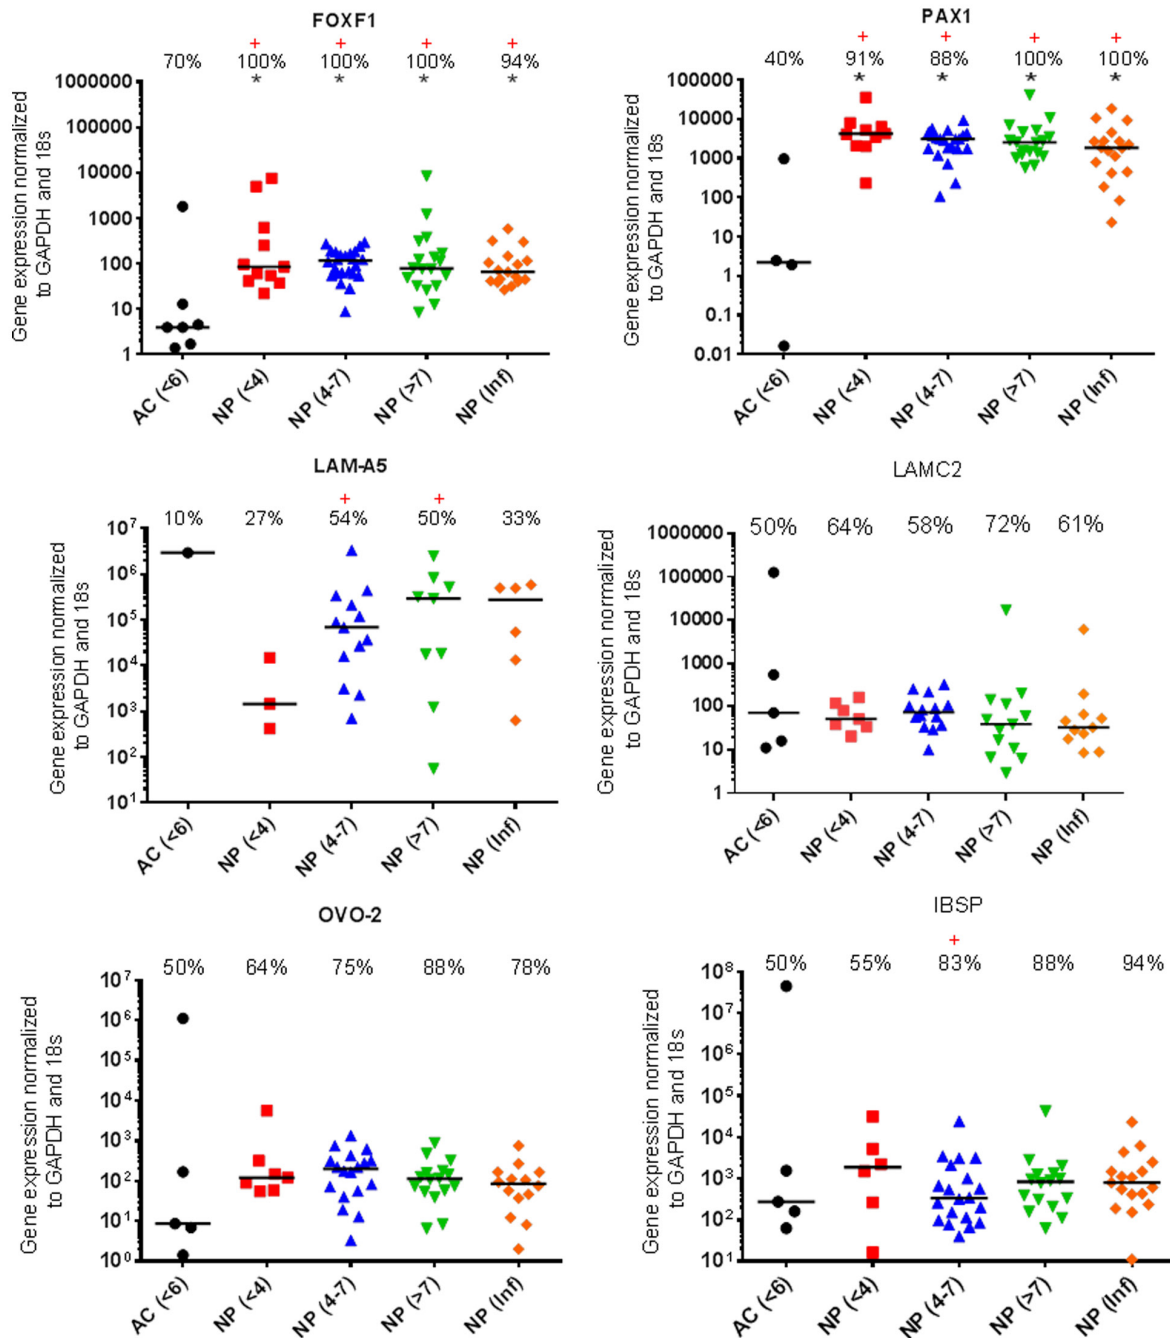 FOXF1
+ + + +
70% 100% 100% 100% 94%
* * * *
1000000
100000
10000
1000
100
10
1
Gene expression normalized
to GAPDH and 18s
AC (<6) NP (<4) NP (4-7) NP (>7) NP (Inf)
PAX1
+ + + +
40% 91% 88% 100% 100%
* * * *
100000
10000
1000
100
10
1
0.1
0.01
Gene expression normalized
to GAPDH and 18s
AC (<6) NP (<4) NP (4-7) NP (>7) NP (Inf)
LAM-A5
+ +
10% 27% 54% 50% 33%
10⁷
10⁶
10⁵
10⁴
10³
10²
10¹
Gene expression normalized
to GAPDH and 18s
AC (<6) NP (<4) NP (4-7) NP (>7) NP (Inf)
LAMC2
50% 64% 58% 72% 61%
1000000
100000
10000
1000
100
10
1
Gene expression normalized
to GAPDH and 18s
AC (<6) NP (<4) NP (4-7) NP (>7) NP (Inf)
OVO-2
50% 64% 75% 88% 78%
10⁷
10⁶
10⁵
10⁴
10³
10²
10¹
10⁰
Gene expression normalized
to GAPDH and 18s
AC (<6) NP (<4) NP (4-7) NP (>7) NP (Inf)
IBSP
+
50% 55% 83% 88% 94%
10⁸
10⁷
10⁶
10⁵
10⁴
10³
10²
10¹
Gene expression normalized
to GAPDH and 18s
AC (<6) NP (<4) NP (4-7) NP (>7) NP (Inf)